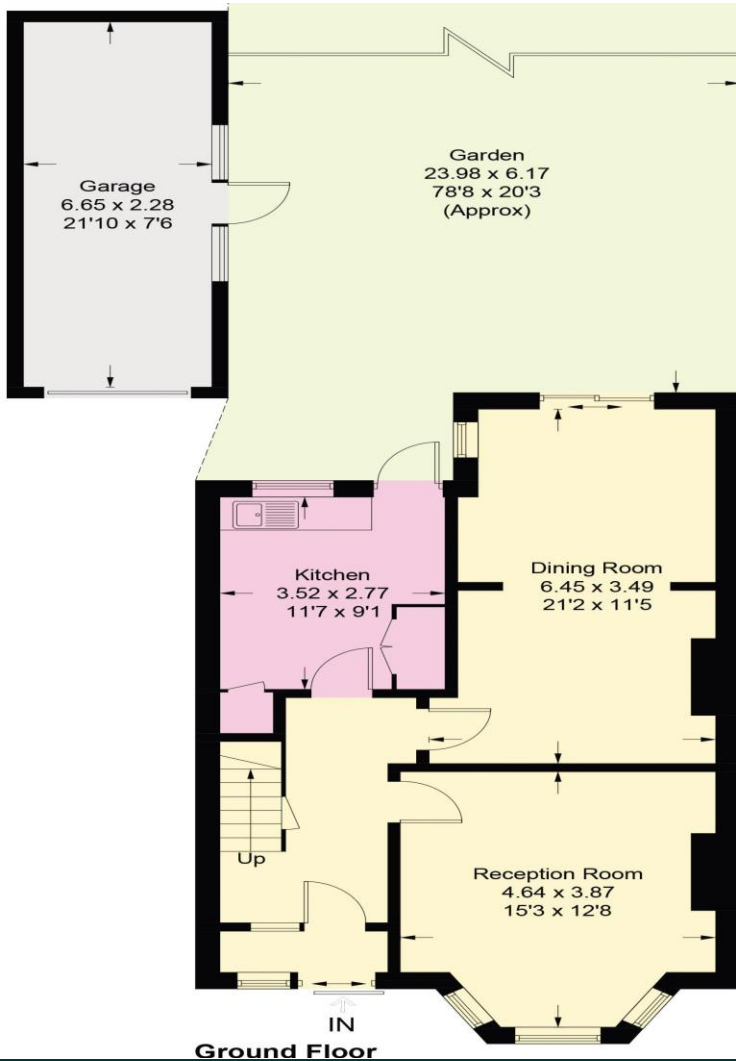 Garage
6.65 x 2.28
21'10 x 7'6
Garden
23.98 x 6.17
78'8 x 20'3
(Approx)
Kitchen
3.52 x 2.77
11'7 x 9'1
Dining Room
6.45 x 3.49
21'2 x 11'5
Up
Reception Room
4.64 x 3.87
15'3 x 12'8
IN
Ground Floor